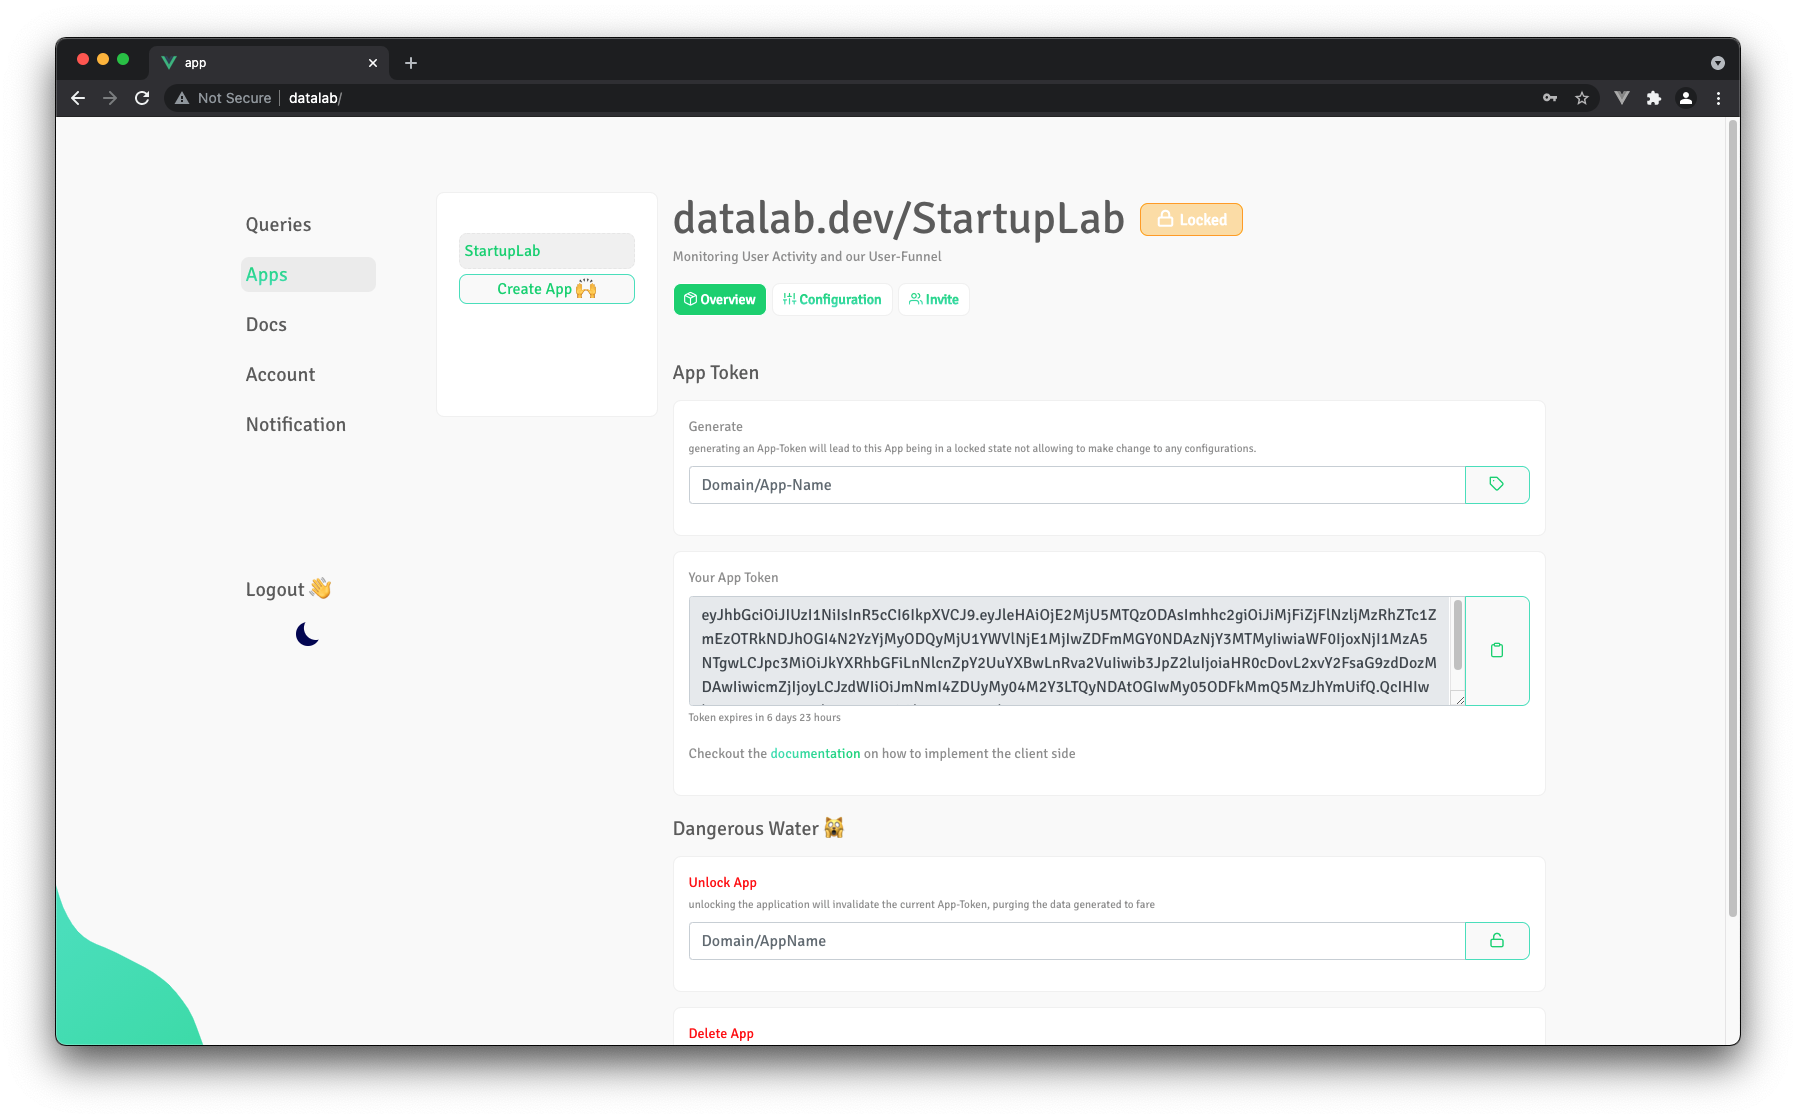 app
Not Secure
datalab/
Queries
Apps
Docs
Account
Notification
Logout 👋
StartupLab
Create App 🙌
datalab.dev/StartupLab
Locked
Monitoring User Activity and our User-Funnel
Overview
Configuration
Invite
App Token
Generate
generating an App-Token will lead to this App being in a locked state not allowing to make change to any configurations.
Domain/App-Name
Your App Token
eyJhbGciOiJIUzI1NiIsInR5cCI6IkpXVCJ9.eyJleHAiOjE2MjU5MTQzODAsImhhc2giOiJiMjFiZjFlNzljMzRhZTc1Z
mEzOTRkNDJhOGI4N2YzYjMyODQyMjU1YWVlNjE1MjIwZDFmMGY0NDAzNjY3MTMyIiwiaWF0IjoxNjI1MzA5
NTgwLCJpc3MiOiJkYXRhbGFiLnNlcnZpY2UuYXBwLnRva2VuIiwib3JpZ2luIjoiaHR0cDovL2xvY2FsaG9zdDozM
DAwIiwicmZjIjoyLCJzdWIiOiJmNmI4ZDUyMy04M2Y3LTQyNDAtOGIwMy05ODFkMmQ5MzJhYmUifQ.QcIHIw
Token expires in 6 days 23 hours
Checkout the documentation on how to implement the client side
Dangerous Water 🙀
Unlock App
unlocking the application will invalidate the current App-Token, purging the data generated to fare
Domain/AppName
Delete App